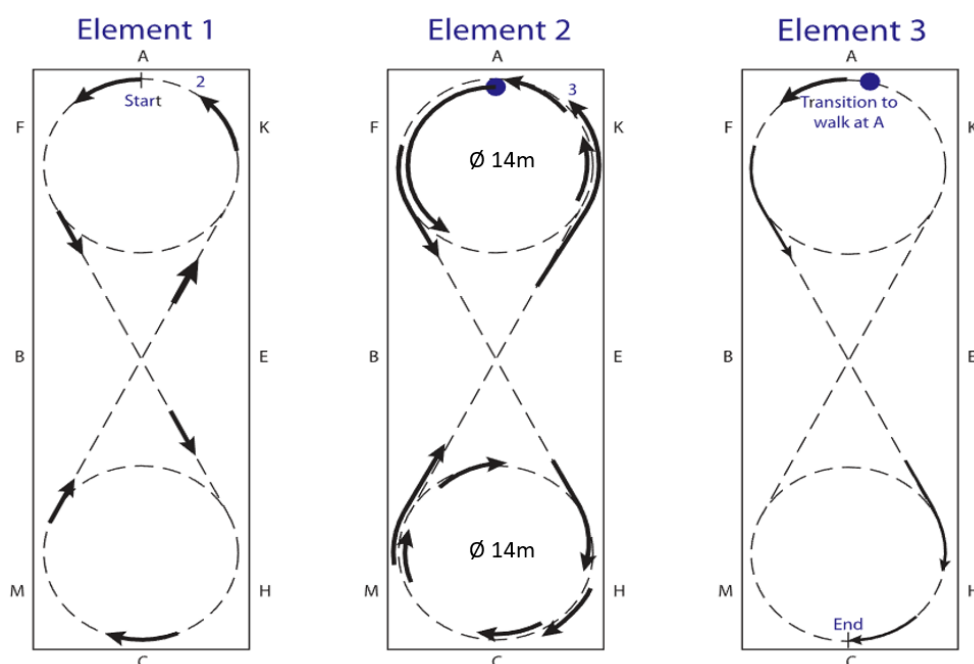 Element 1
Element 2
Element 3
A
A
A
2
Start
3
Transition to
walk at A
F
K
F
K
F
K
Ø 14m
B
E
B
E
B
E
Ø 14m
M
H
M
H
M
H
End
C
C
C